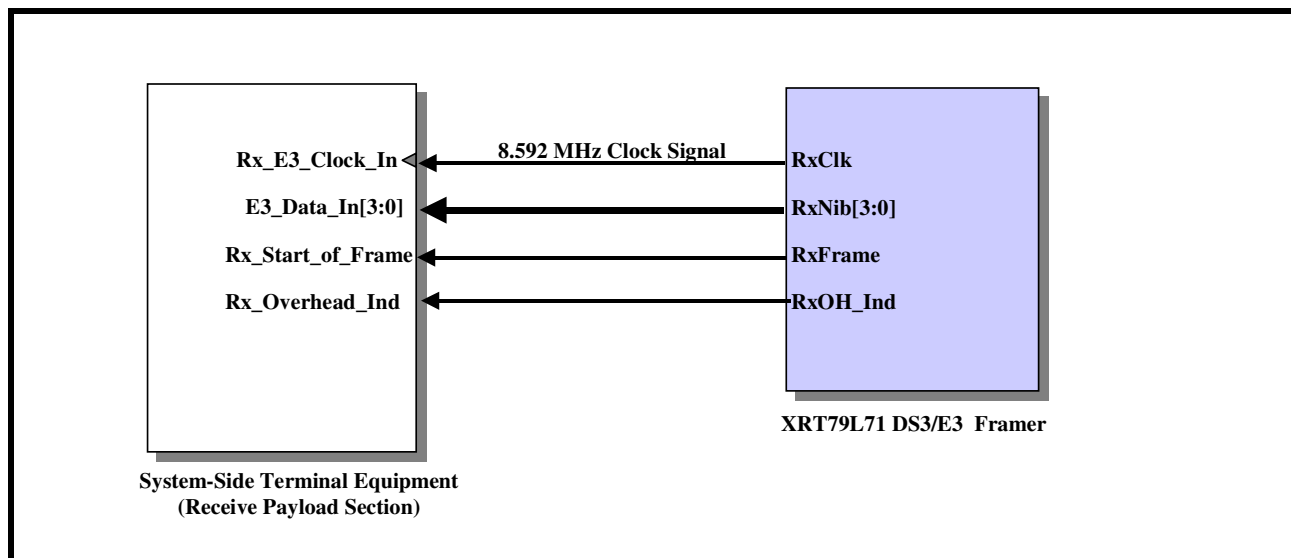 Rx_E3_Clock_In
8.592 MHz Clock Signal
RxClk
E3_Data_In[3:0]
RxNib[3:0]
Rx_Start_of_Frame
RxFrame
Rx_Overhead_Ind
RxOH_Ind
XRT79L71 DS3/E3 Framer
System-Side Terminal Equipment
(Receive Payload Section)